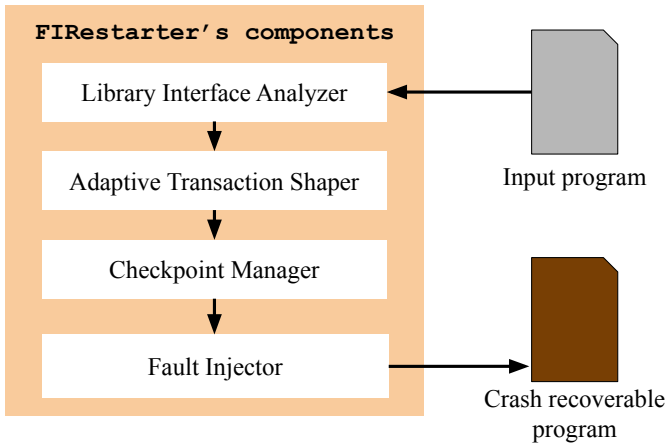 FIRestarter's components
Library Interface Analyzer
Adaptive Transaction Shaper
Checkpoint Manager
Fault Injector
Input program
Crash recoverable
program